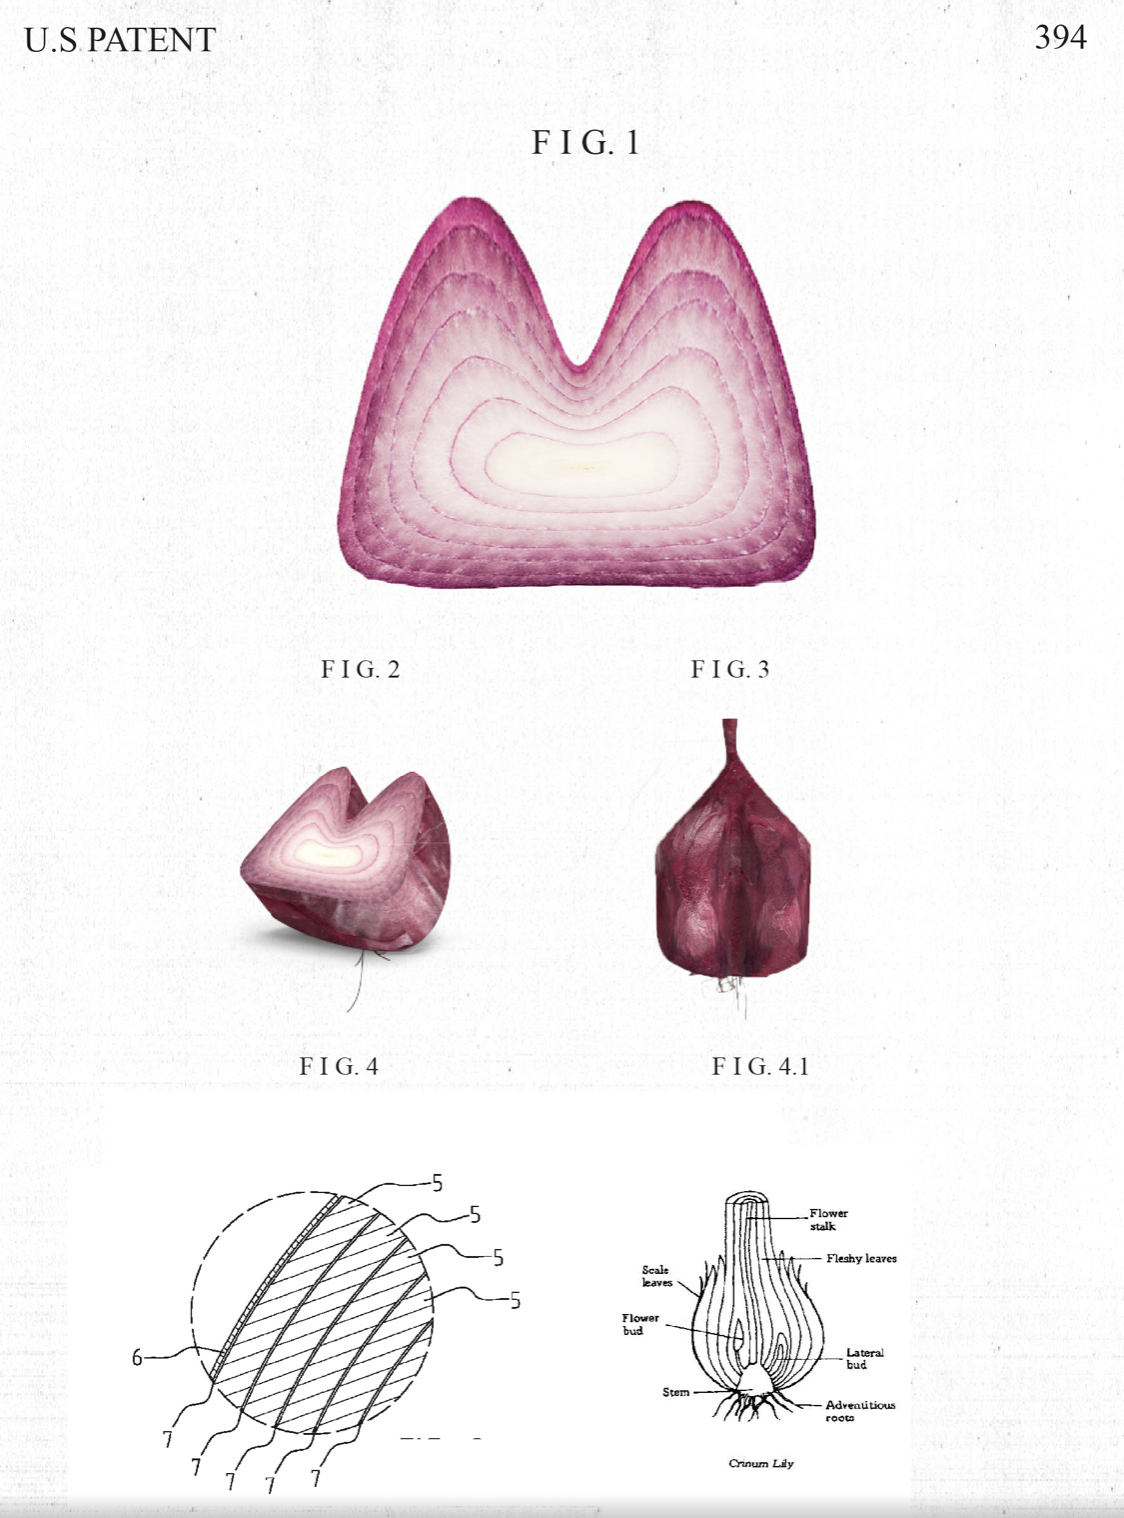 U.S PATENT
394
F I G. 1
F I G. 2
F I G. 3
F I G. 4
F I G. 4.1
5
5
5
5
6
7
7
7
7
7
Flower
stalk
Fleshy leaves
Scale
leaves
Flower
bud
Lateral
bud
Stem
Adventitious
roots
Crinum Lily